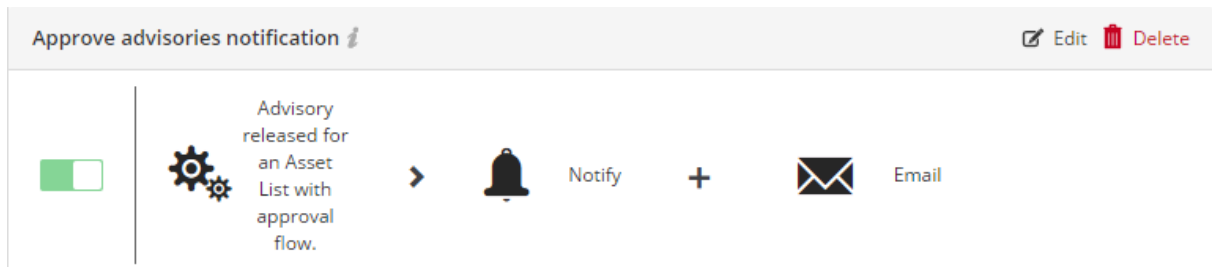 Approve advisories notification i
Edit Delete
Advisory
released for
an Asset
List with
approval
flow.
> Notify + Email